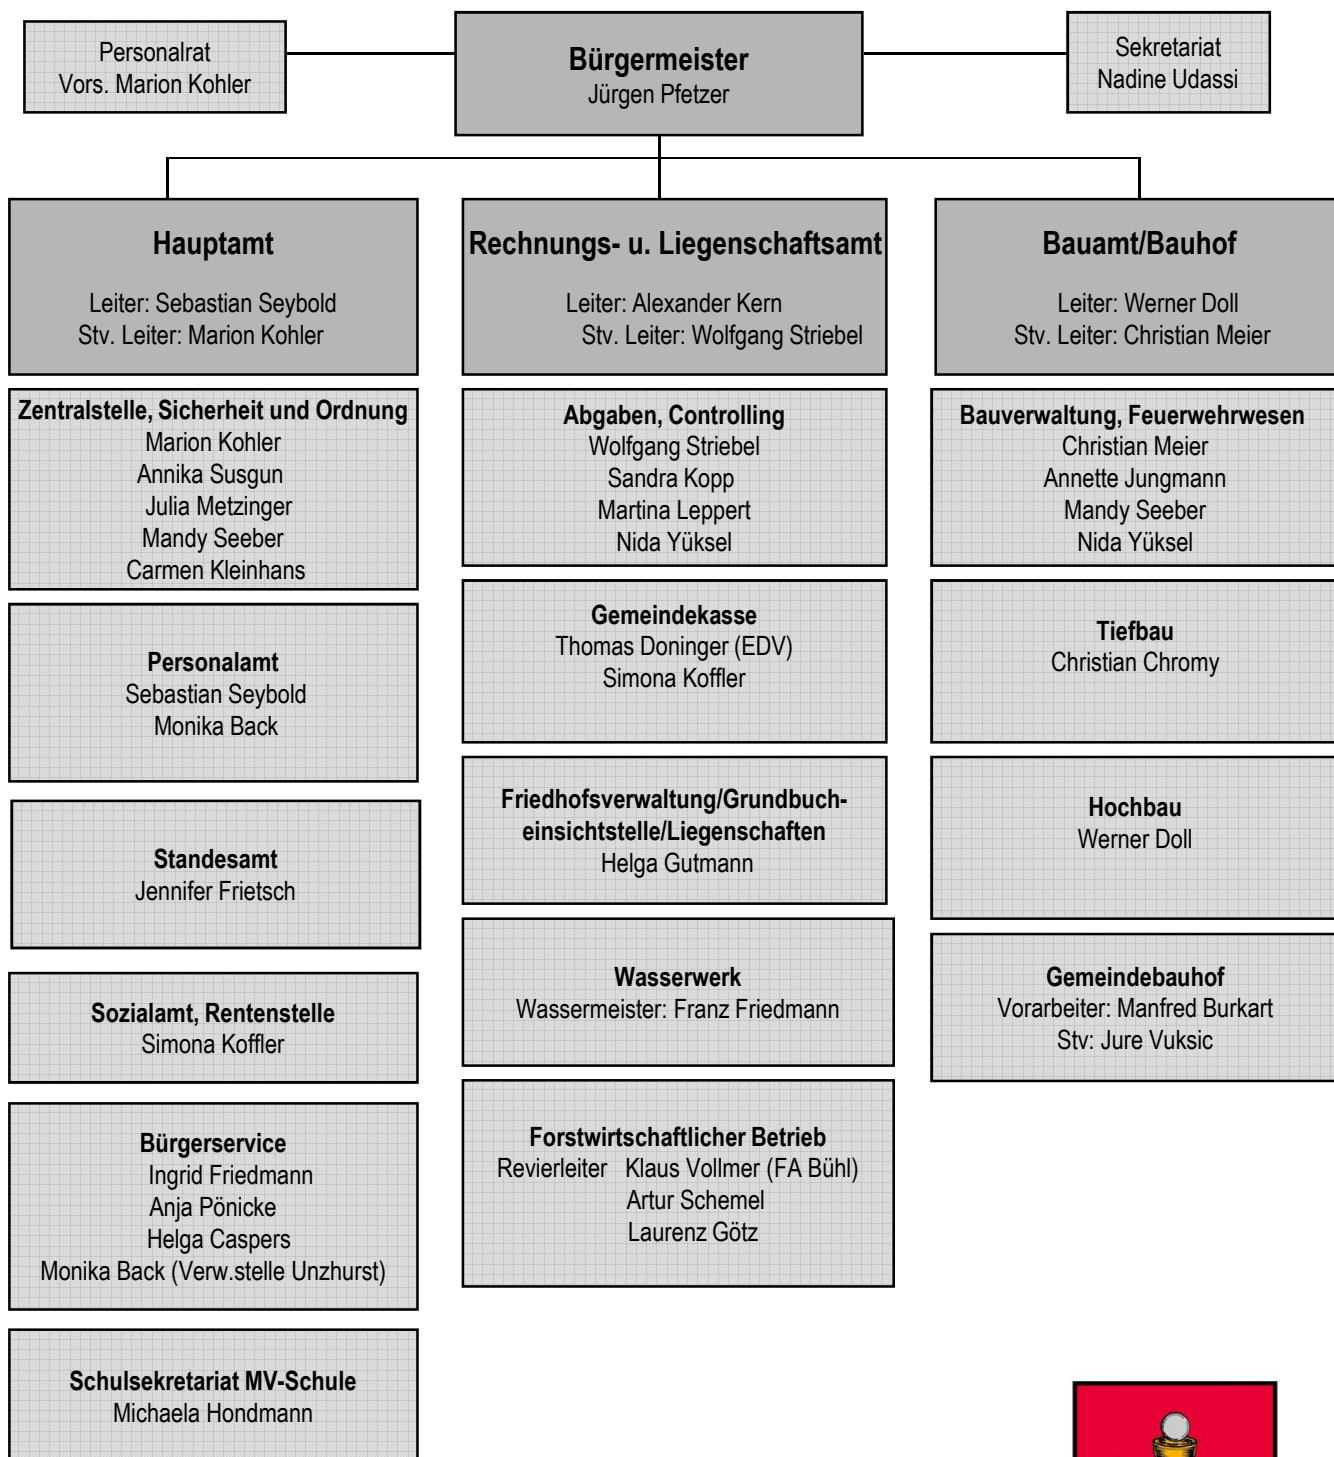 Personalrat
Vors. Marion Kohler
Bürgermeister
Jürgen Pfetzer
Sekretariat
Nadine Udassi
Hauptamt
Leiter: Sebastian Seybold
Stv. Leiter: Marion Kohler
Zentralstelle, Sicherheit und Ordnung
Marion Kohler
Annika Susgun
Julia Metzinger
Mandy Seeber
Carmen Kleinhans
Personalamt
Sebastian Seybold
Monika Back
Standesamt
Jennifer Frietsch
Sozialamt, Rentenstelle
Simona Koffler
Bürgerservice
Ingrid Friedmann
Anja Pönicke
Helga Caspers
Monika Back (Verw.stelle Unzhurst)
Schulsekretariat MV-Schule
Michaela Hondmann
Rechnungs- u. Liegenschaftsamt
Leiter: Alexander Kern
Stv. Leiter: Wolfgang Striebel
Abgaben, Controlling
Wolfgang Striebel
Sandra Kopp
Martina Leppert
Nida Yüksel
Gemeindekasse
Thomas Doninger (EDV)
Simona Koffler
Friedhofsverwaltung/Grundbuch-
einsichtstelle/Liegenschaften
Helga Gutmann
Wasserwerk
Wassermeister: Franz Friedmann
Forstwirtschaftlicher Betrieb
Revierleiter Klaus Vollmer (FA Bühl)
Artur Schemel
Laurenz Götz
Bauamt/Bauhof
Leiter: Werner Doll
Stv. Leiter: Christian Meier
Bauverwaltung, Feuerwehrwesen
Christian Meier
Annette Jungmann
Mandy Seeber
Nida Yüksel
Tiefbau
Christian Chromy
Hochbau
Werner Doll
Gemeindebauhof
Vorarbeiter: Manfred Burkart
Stv: Jure Vuksic